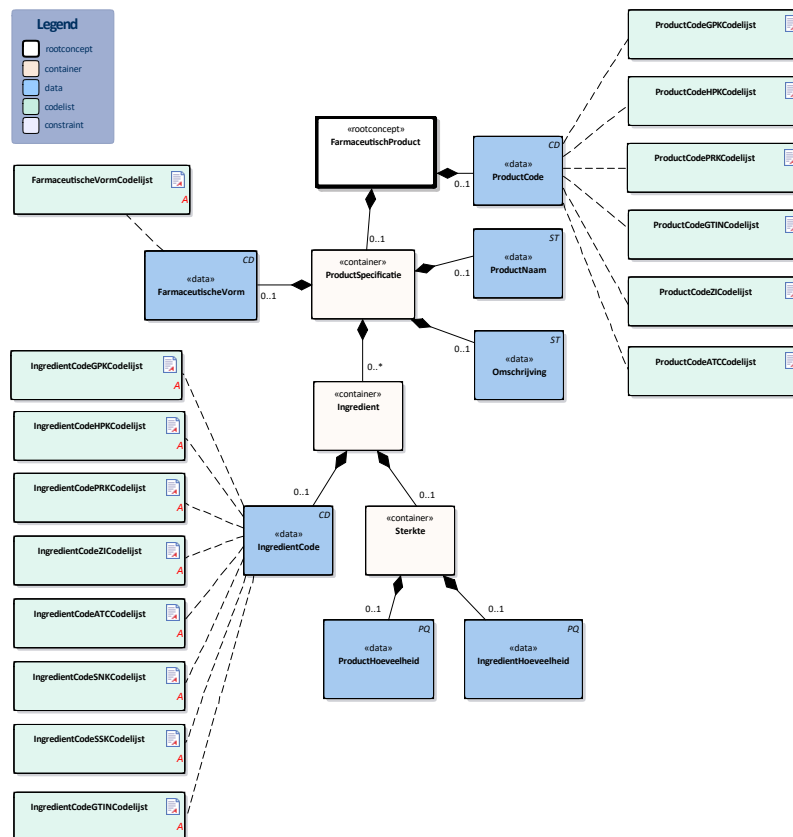 Legend
rootconcept
container
data
codelist
constraint
ProductCodeGPKCodelijst
ProductCodeHPKCodelijst
ProductCodePRKCodelijst
ProductCodeGTINCodelijst
ProductCodeZICodelijst
ProductCodeATCCodelijst
«rootconcept»
FarmaceutischProduct
0..1
CD
«data»
ProductCode
FarmaceutischeVormCodelijst
A
0..1
CD
«data»
FarmaceutischeVorm
0..1
«container»
ProductSpecificatie
0..1
ST
«data»
ProductNaam
0..1
ST
«data»
Omschrijving
0..*
«container»
Ingredient
IngredientCodeGPKCodelijst
A
IngredientCodeHPKCodelijst
A
IngredientCodePRKCodelijst
A
IngredientCodeZICodelijst
A
IngredientCodeATCCodelijst
A
IngredientCodeSNKCodelijst
A
IngredientCodeSSKCodelijst
A
IngredientCodeGTINCodelijst
A
0..1
CD
«data»
IngredientCode
0..1
«container»
Sterkte
0..1
PQ
«data»
ProductHoeveelheid
0..1
PQ
«data»
IngredientHoeveelheid